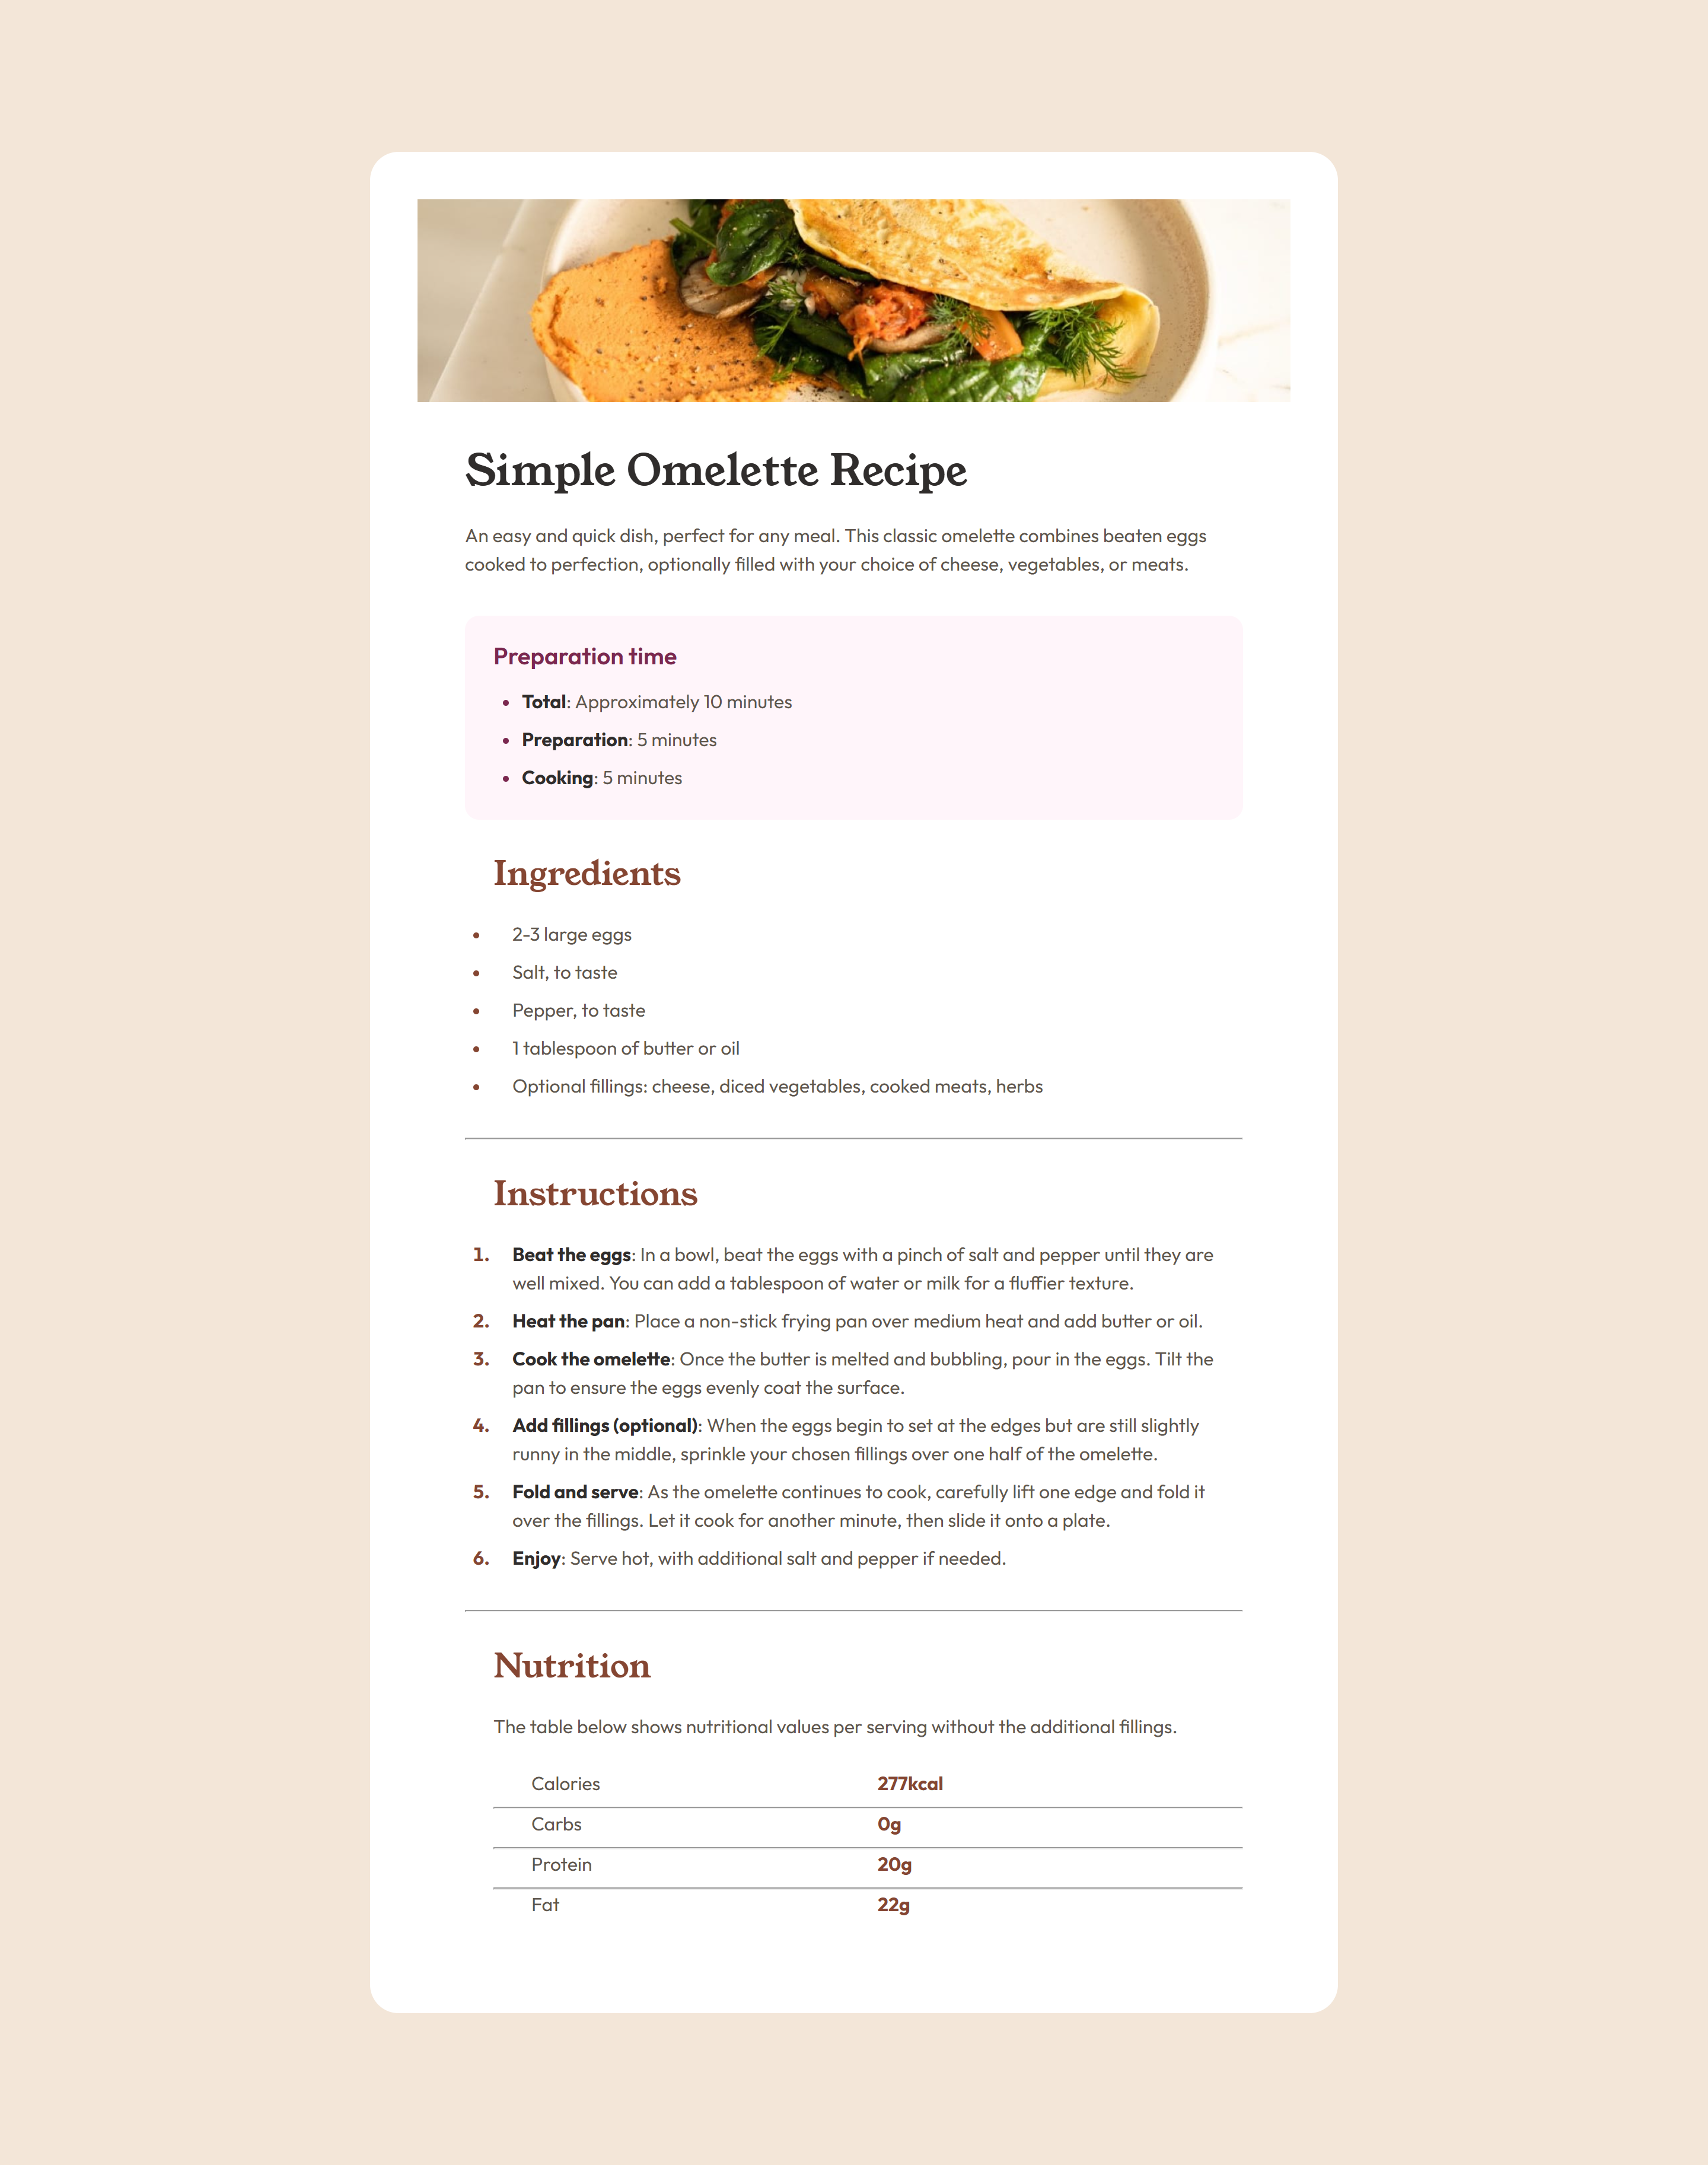 Simple Omelette Recipe
An easy and quick dish, perfect for any meal. This classic omelette combines beaten eggs
cooked to perfection, optionally filled with your choice of cheese, vegetables, or meats.
Preparation time
• Total: Approximately 10 minutes
• Preparation: 5 minutes
• Cooking: 5 minutes
Ingredients
• 2-3 large eggs
• Salt, to taste
• Pepper, to taste
• 1 tablespoon of butter or oil
• Optional fillings: cheese, diced vegetables, cooked meats, herbs
Instructions
1. Beat the eggs: In a bowl, beat the eggs with a pinch of salt and pepper until they are
well mixed. You can add a tablespoon of water or milk for a fluffier texture.
2. Heat the pan: Place a non-stick frying pan over medium heat and add butter or oil.
3. Cook the omelette: Once the butter is melted and bubbling, pour in the eggs. Tilt the
pan to ensure the eggs evenly coat the surface.
4. Add fillings (optional): When the eggs begin to set at the edges but are still slightly
runny in the middle, sprinkle your chosen fillings over one half of the omelette.
5. Fold and serve: As the omelette continues to cook, carefully lift one edge and fold it
over the fillings. Let it cook for another minute, then slide it onto a plate.
6. Enjoy: Serve hot, with additional salt and pepper if needed.
Nutrition
The table below shows nutritional values per serving without the additional fillings.
Calories 277kcal
Carbs 0g
Protein 20g
Fat 22g